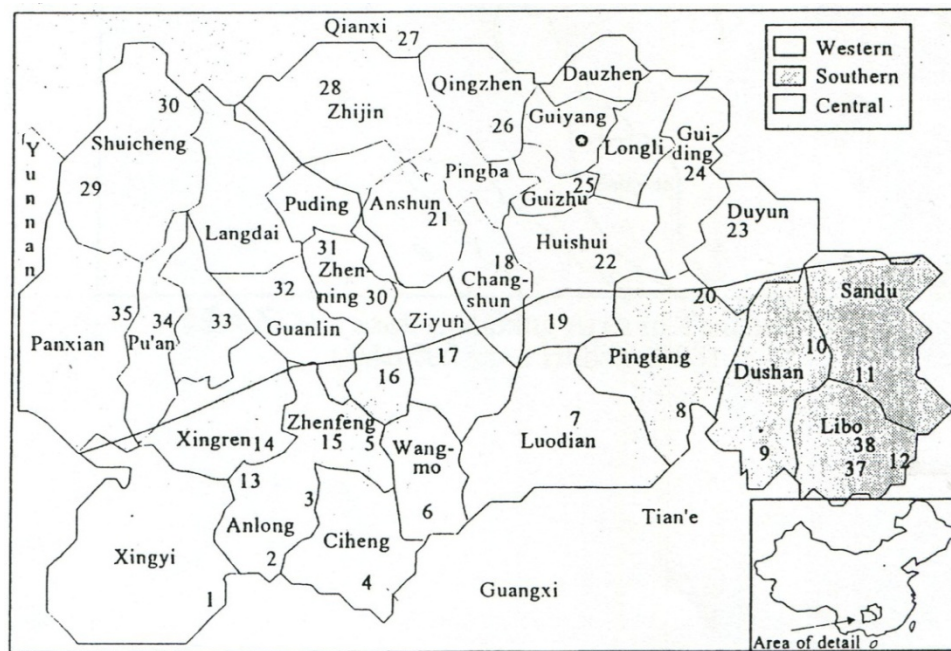 Qianxi 27
Western
Southern
Central
28
Zhijin
Qingzhen
Dauzhen
30
Shuicheng
26
Guiyang
Longli
Gui-
ding
24
Yunnan
29
Puding
Anshun
21
Pingba
25
Guizhu
Langdai
31
Zhen-
ning
30
18
Chang-
shun
Huishui
22
Duyun
23
35
Panxian
34
Pu'an
33
32
Guanlin
Ziyun
17
19
20
Sandu
16
Pingtang
10
Dushan
11
Xingren 14
Zhenfeng
15
5
Wang-
mo
6
7
Luodian
8
9
Libo
38
37
12
13
Anlong
3
2
Ciheng
4
Xingyi
1
Tian'e
Guangxi
Area of detail